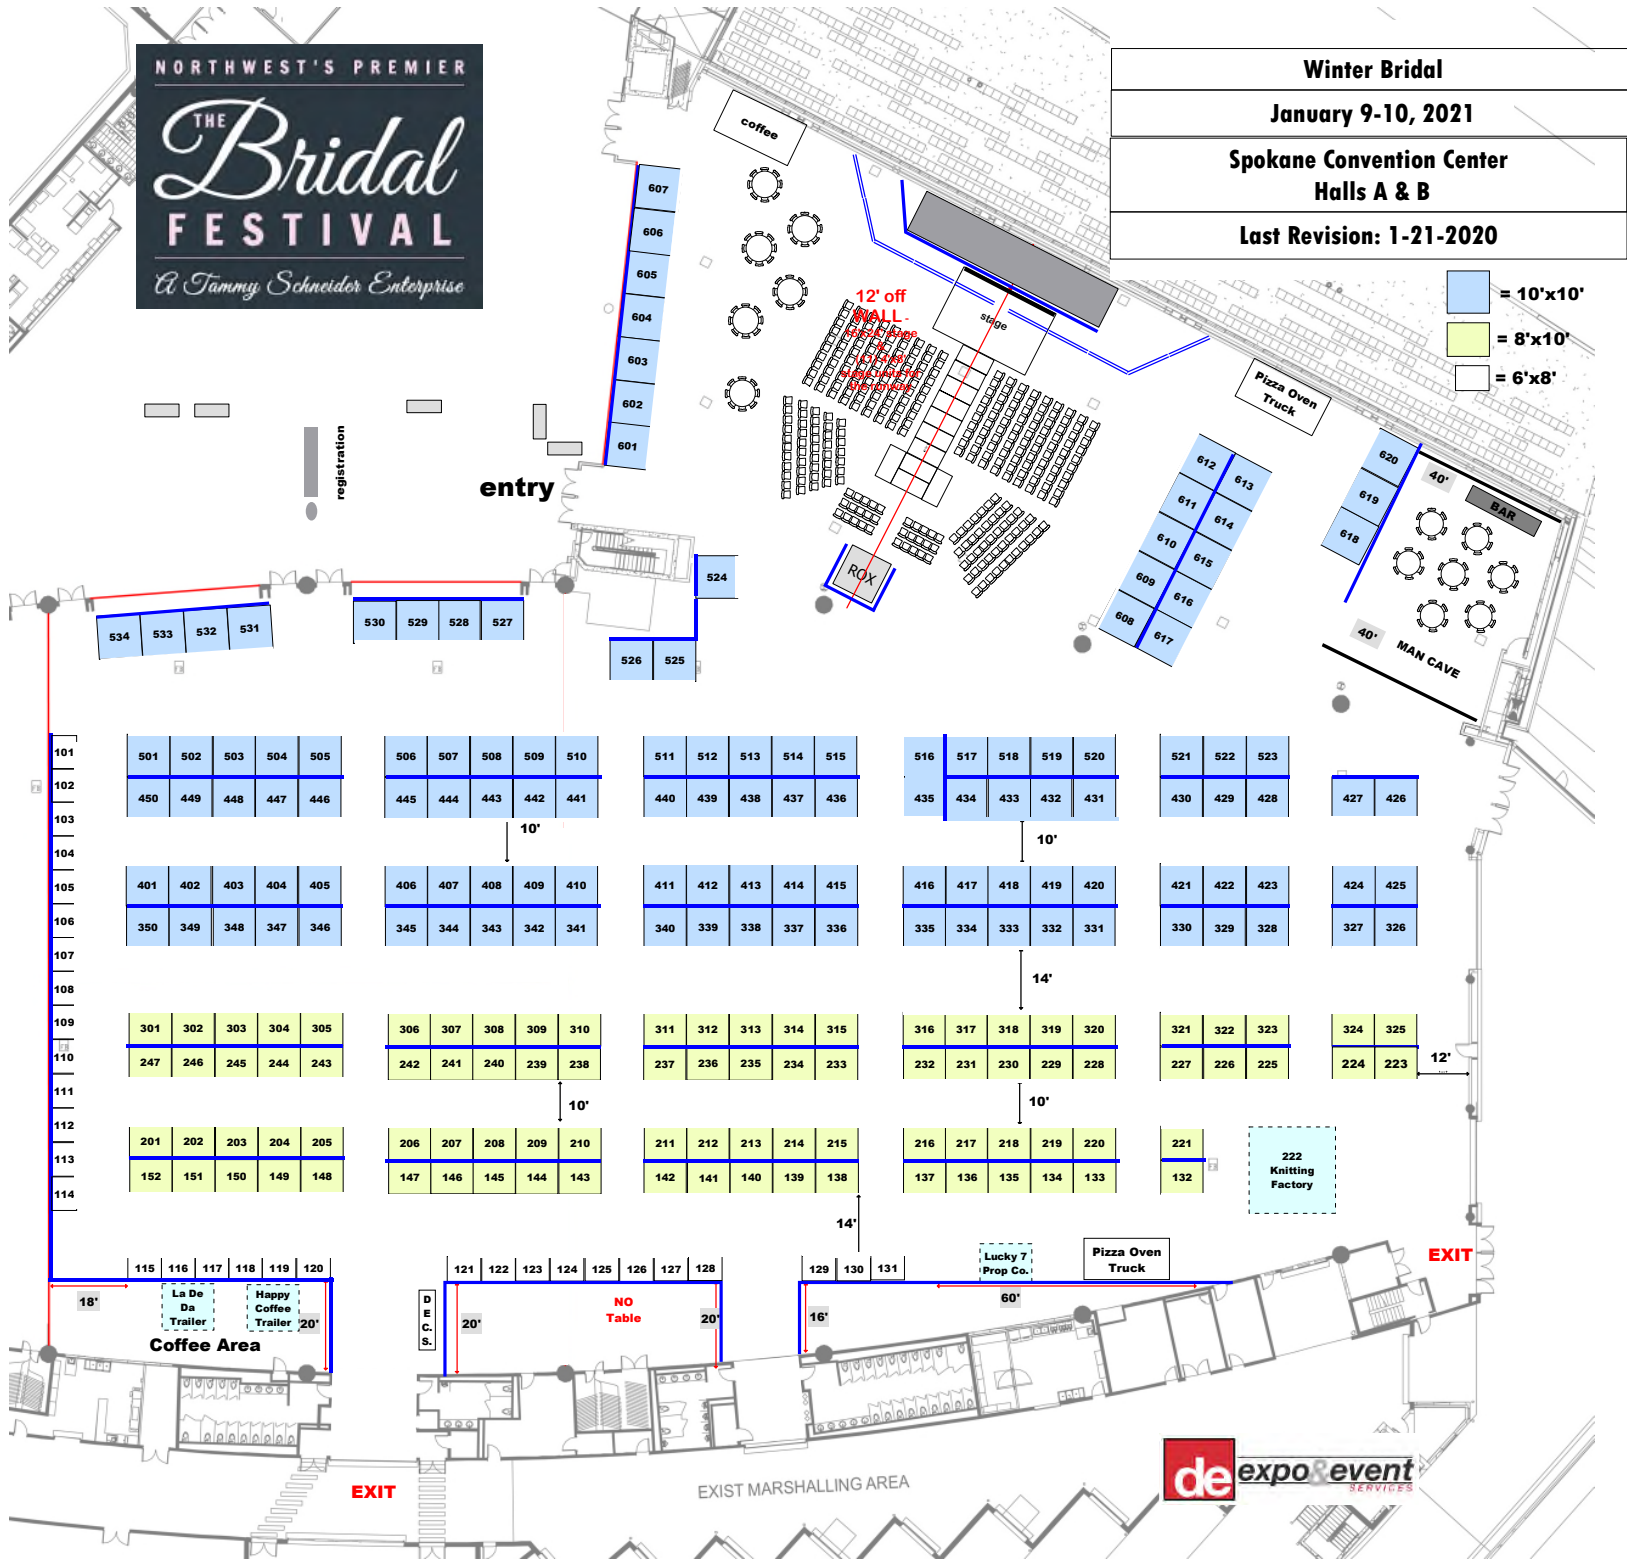 NORTHWEST'S PREMIER
THE
Bridal
FESTIVAL
A Tammy Schneider Enterprise
Winter Bridal
January 9-10, 2021
Spokane Convention Center
Halls A & B
Last Revision: 1-21-2020
= 10'x10'
= 8'x10'
= 6'x8'
coffee
607
606
605
604
603
602
601
12' off
WALL -
stage
Pizza Oven
Truck
registration
entry
ROX
612 613
611 614
610 615
609 616
608 617
620
619
618
40'
BAR
40'
MAN CAVE
524
526 525
534 533 532 531
530 529 528 527
101
102
103
104
105
106
107
108
109
110
111
112
113
114
501 502 503 504 505 506 507 508 509 510 511 512 513 514 515 516 517 518 519 520 521 522 523
450 449 448 447 446 445 444 443 442 441 440 439 438 437 436 435 434 433 432 431 430 429 428 427 426
10' 10'
401 402 403 404 405 406 407 408 409 410 411 412 413 414 415 416 417 418 419 420 421 422 423 424 425
350 349 348 347 346 345 344 343 342 341 340 339 338 337 336 335 334 333 332 331 330 329 328 327 326
14'
301 302 303 304 305 306 307 308 309 310 311 312 313 314 315 316 317 318 319 320 321 322 323 324 325
247 246 245 244 243 242 241 240 239 238 237 236 235 234 233 232 231 230 229 228 227 226 225 224 223
12'
10' 10'
201 202 203 204 205 206 207 208 209 210 211 212 213 214 215 216 217 218 219 220 221
152 151 150 149 148 147 146 145 144 143 142 141 140 139 138 137 136 135 134 133 132
222
Knitting
Factory
14'
115 116 117 118 119 120 121 122 123 124 125 126 127 128 129 130 131
Lucky 7
Prop Co.
Pizza Oven
Truck
EXIT
18'
La De
Da
Trailer
Happy
Coffee
Trailer
20'
Coffee Area
D
E
C.
S.
20'
NO
Table
20'
16'
60'
EXIT
EXIST MARSHALLING AREA
de expo&event
SERVICES